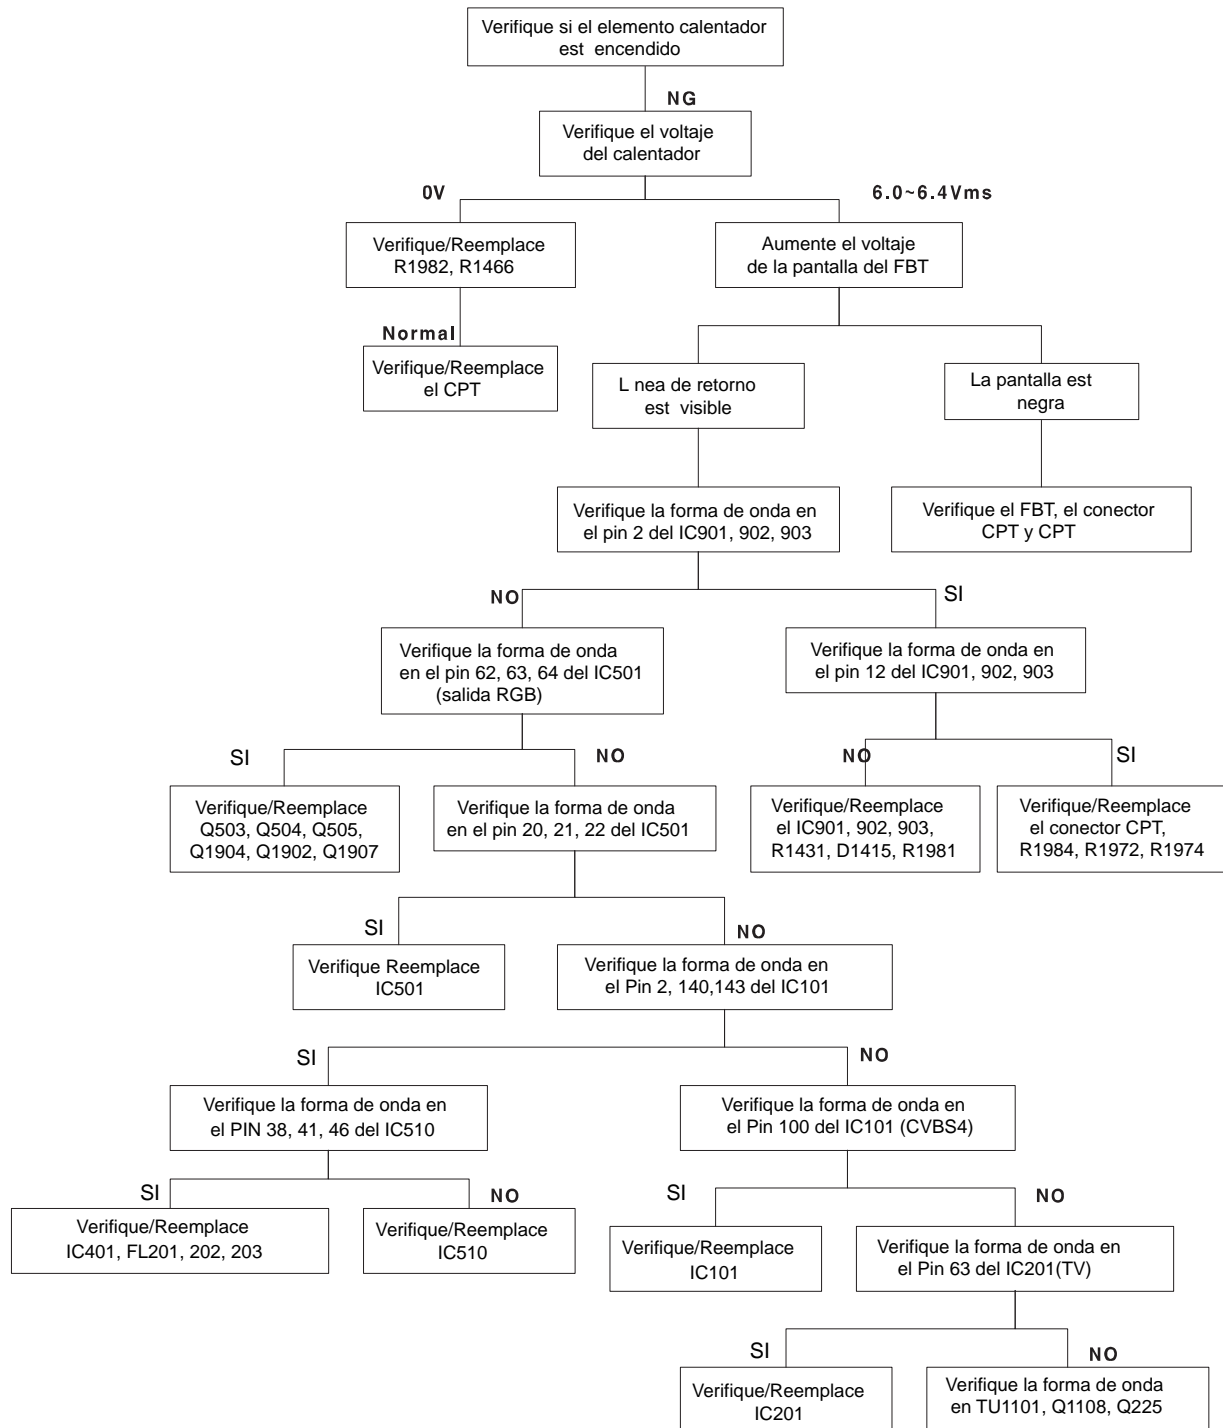 Verifique si el elemento calentador
est encendido
NG
Verifique el voltaje
del calentador
0V
6.0~6.4Vms
Verifique/Reemplace
R1982, R1466
Aumente el voltaje
de la pantalla del FBT
Normal
Verifique/Reemplace
el CPT
L nea de retorno
est visible
La pantalla est
negra
Verifique la forma de onda en
el pin 2 del IC901, 902, 903
Verifique el FBT, el conector
CPT y CPT
NO
SI
Verifique la forma de onda
en el pin 62, 63, 64 del IC501
(salida RGB)
Verifique la forma de onda en
el pin 12 del IC901, 902, 903
SI
NO
NO
SI
Verifique/Reemplace
Q503, Q504, Q505,
Q1904, Q1902, Q1907
Verifique la forma de onda
en el pin 20, 21, 22 del IC501
Verifique/Reemplace
el IC901, 902, 903,
R1431, D1415, R1981
Verifique/Reemplace
el conector CPT,
R1984, R1972, R1974
SI
NO
Verifique Reemplace
IC501
Verifique la forma de onda en
el Pin 2, 140,143 del IC101
SI
NO
Verifique la forma de onda en
el PIN 38, 41, 46 del IC510
Verifique la forma de onda en
el Pin 100 del IC101 (CVBS4)
SI
NO
SI
NO
Verifique/Reemplace
IC401, FL201, 202, 203
Verifique/Reemplace
IC510
Verifique/Reemplace
IC101
Verifique la forma de onda en
el Pin 63 del IC201(TV)
SI
NO
Verifique/Reemplace
IC201
Verifique la forma de onda
en TU1101, Q1108, Q225